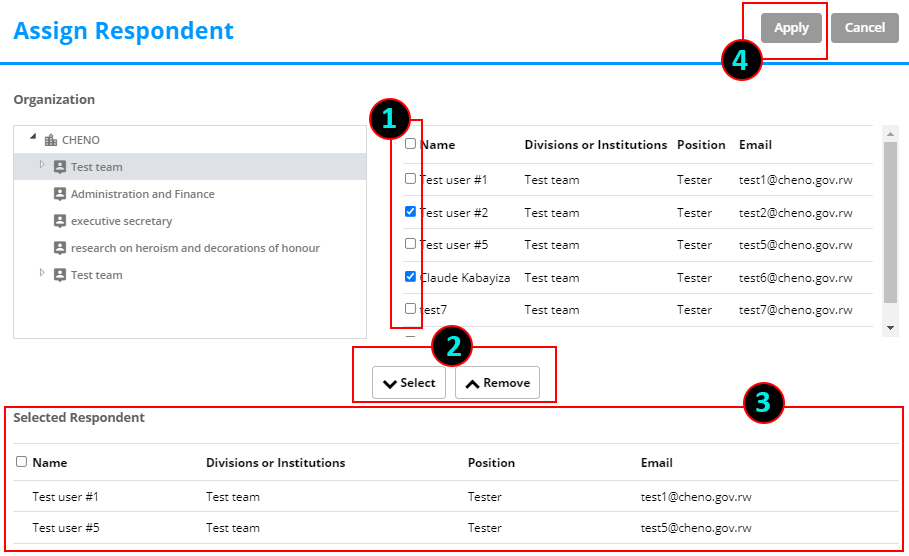 Assign Respondent
4
Apply
Cancel
Organization
1
CHENO
Test team
Administration and Finance
executive secretary
research on heroism and decorations of honour
Test team
Name Divisions or Institutions Position Email
Test user #1 Test team Tester test1@cheno.gov.rw
Test user #2 Test team Tester test2@cheno.gov.rw
Test user #5 Test team Tester test5@cheno.gov.rw
Claude Kabayiza Test team Tester test6@cheno.gov.rw
test7 Test team Tester test7@cheno.gov.rw
2
Select
Remove
3
Selected Respondent
Name Divisions or Institutions Position Email
Test user #1 Test team Tester test1@cheno.gov.rw
Test user #5 Test team Tester test5@cheno.gov.rw